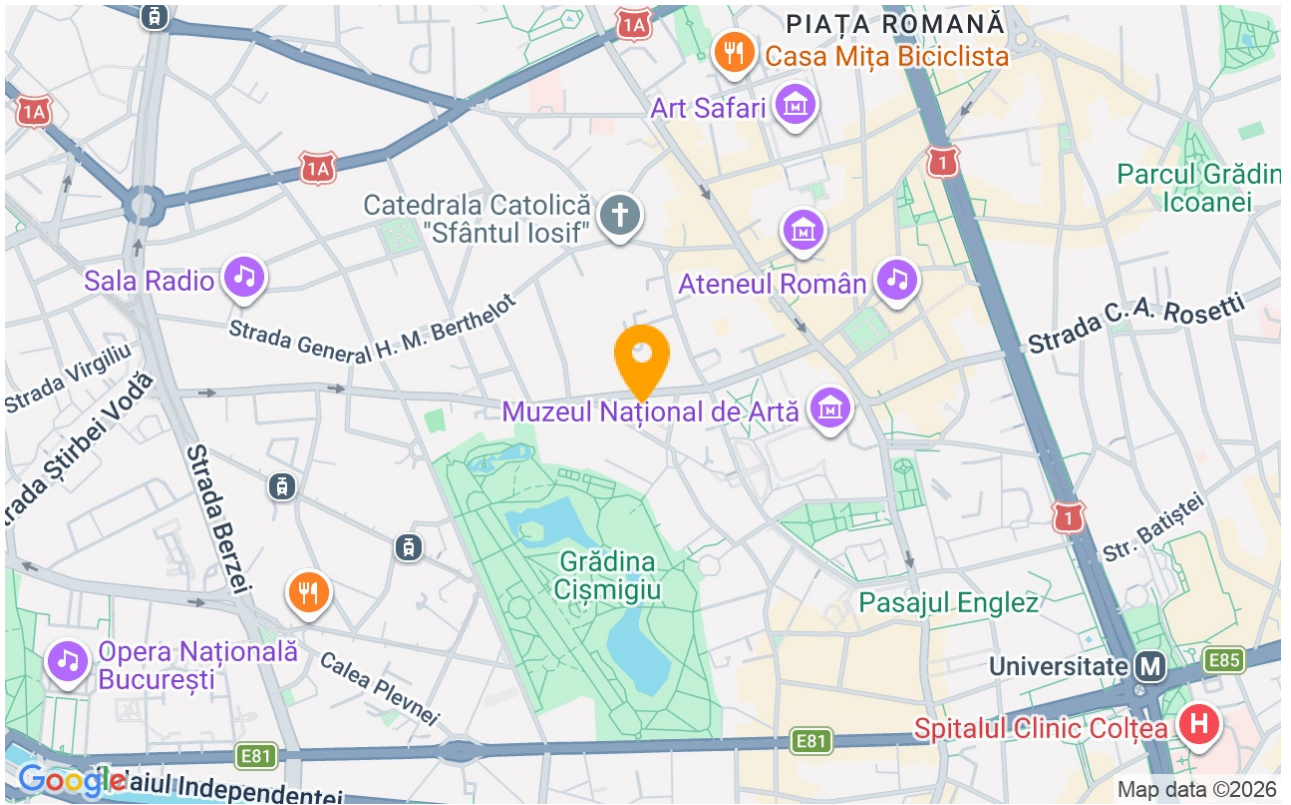 1A
PIAȚA ROMANĂ
Casa Mița Biciclista
1A
Art Safari
1A
1
Parcul Grădin
Icoanei
Catedrala Catolică
"Sfântul Iosif"
Sala Radio
Ateneul Român
Strada General H. M. Berthelot
Strada C. A. Rosetti
Strada Virgiliu
Muzeul Național de Artă
trada Știrbei Vodă
Strada Berzei
1
Str. Batiștei
Grădina
Cișmigiu
Pasajul Englez
Opera Națională
București
Calea Plevnei
Universitate M
E85
Spitalul Clinic Colțea H
E81
E81
Google
laiul Independenței
Map data ©2026